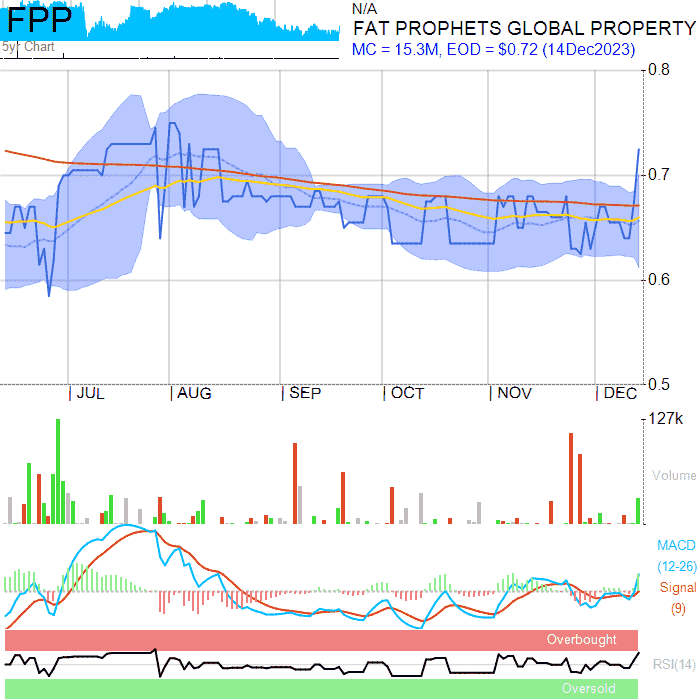 FPP
5yr Chart
N/A
FAT PROPHETS GLOBAL PROPERTY
MC = 15.3M, EOD = $0.72 (14Dec2023)
0.8
0.7
0.6
0.5
JUL
AUG
SEP
OCT
NOV
DEC
127k
Volume
MACD
(12-26)
Signal
(9)
Overbought
RSI(14)
Oversold